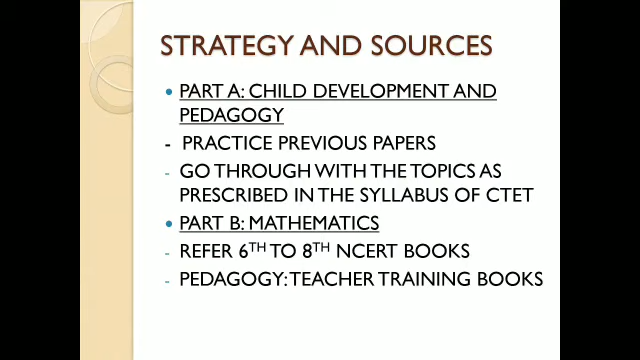 STRATEGY AND SOURCES
• PART A: CHILD DEVELOPMENT AND
PEDAGOGY
- PRACTICE PREVIOUS PAPERS
- GO THROUGH WITH THE TOPICS AS
PRESCRIBED IN THE SYLLABUS OF CTET
• PART B: MATHEMATICS
- REFER 6TH TO 8TH NCERT BOOKS
- PEDAGOGY: TEACHER TRAINING BOOKS